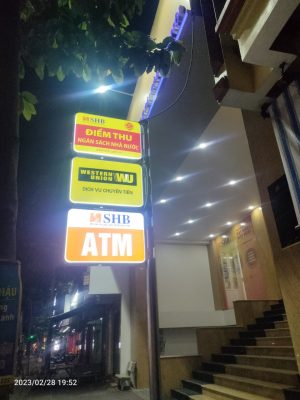 SHB
ĐIỂM THU
NGÂN SÁCH NHÀ NƯỚC
WESTERN UNION WU
DỊCH VỤ CHUYỂN TIỀN
SHB
ATM
2023/02/28 19:52